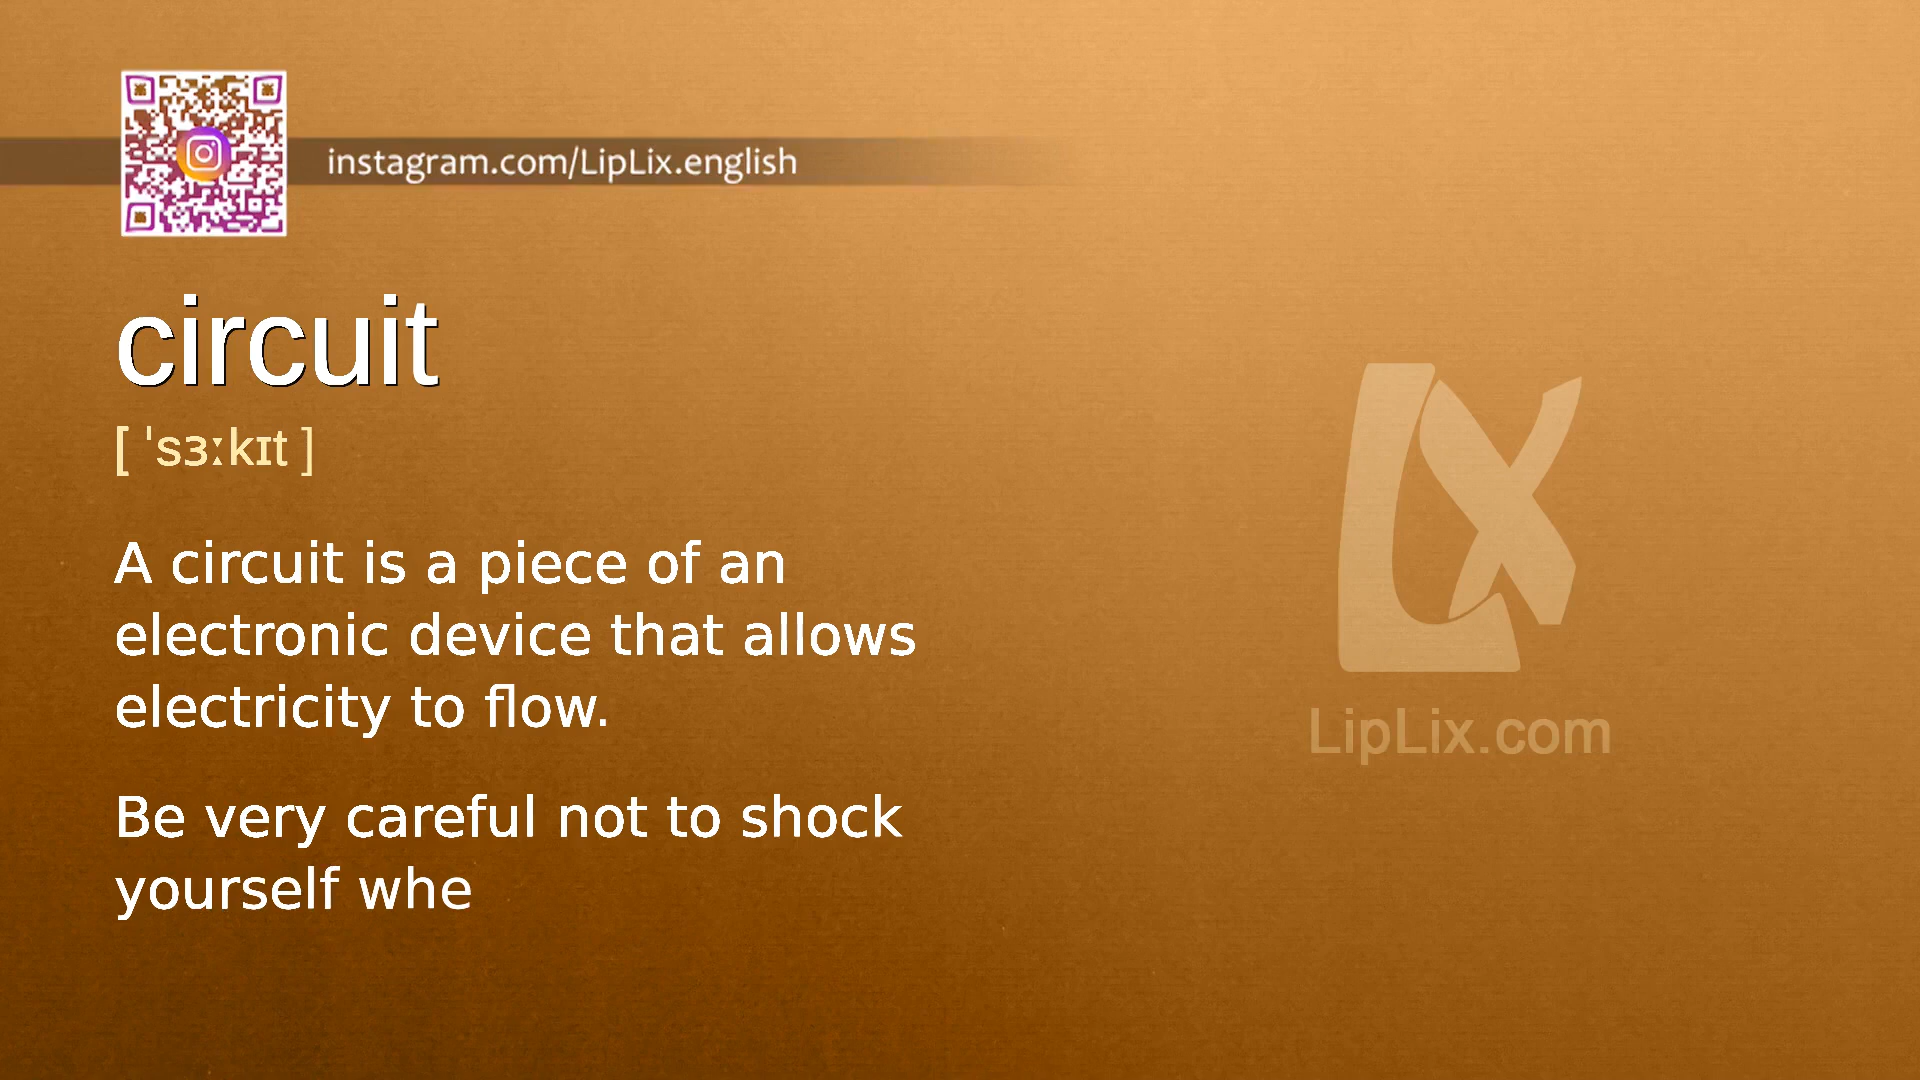 instagram.com/LipLix.english
circuit
[ ˈsɜːkɪt ]
A circuit is a piece of an
electronic device that allows
electricity to flow.
Be very careful not to shock
yourself whe
LX
LipLix.com